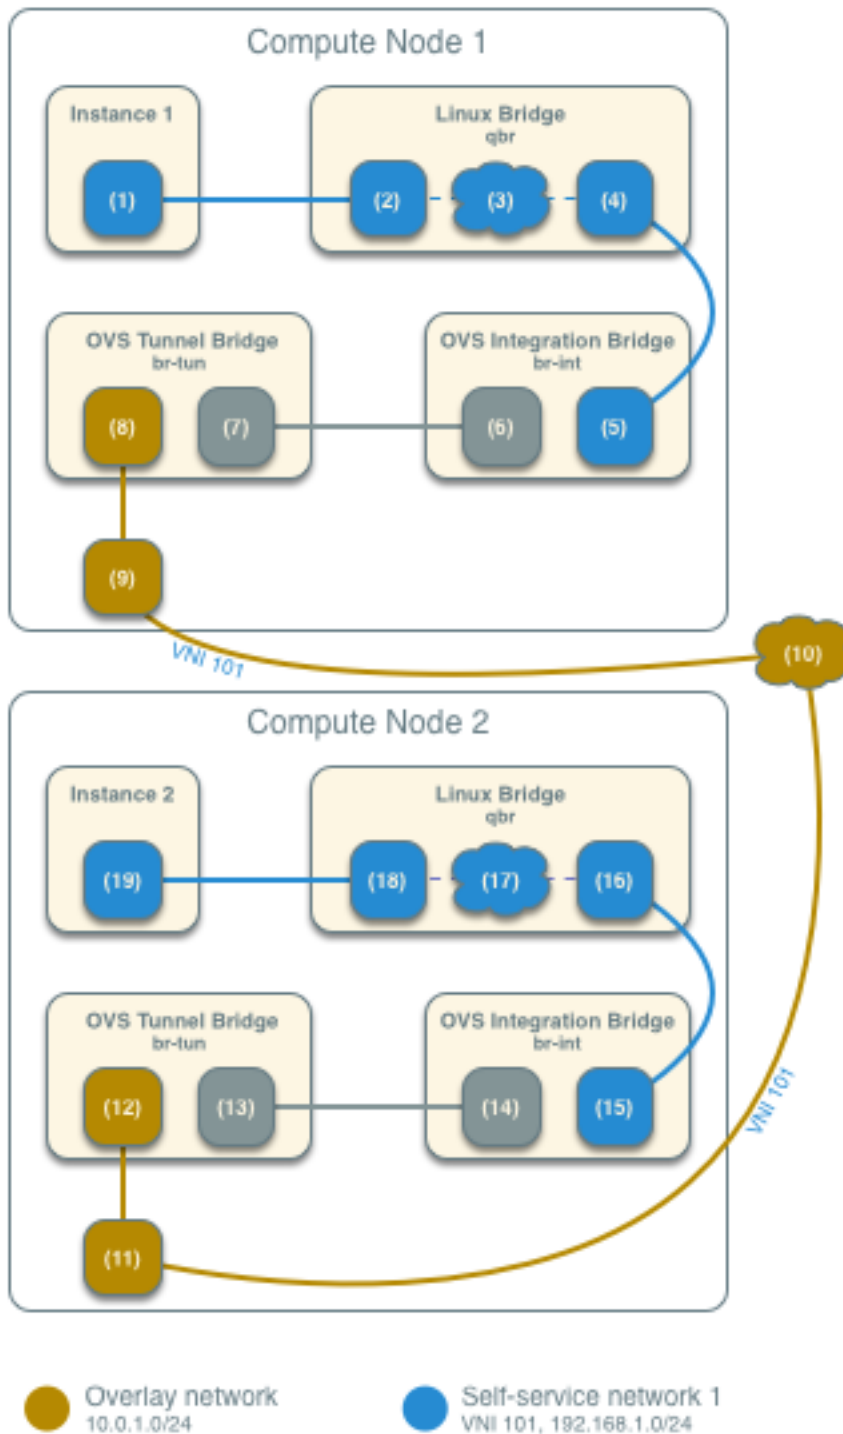 Compute Node 1
Instance 1
Linux Bridge
qbr
(1)
(2)
(3)
(4)
OVS Tunnel Bridge
br-tun
OVS Integration Bridge
br-int
(8)
(7)
(6)
(5)
(9)
VNI 101
(10)
Compute Node 2
Instance 2
Linux Bridge
qbr
(19)
(18)
(17)
(16)
OVS Tunnel Bridge
br-tun
OVS Integration Bridge
br-int
(12)
(13)
(14)
(15)
VNI 101
(11)
Overlay network
10.0.1.0/24
Self-service network 1
VNI 101, 192.168.1.0/24